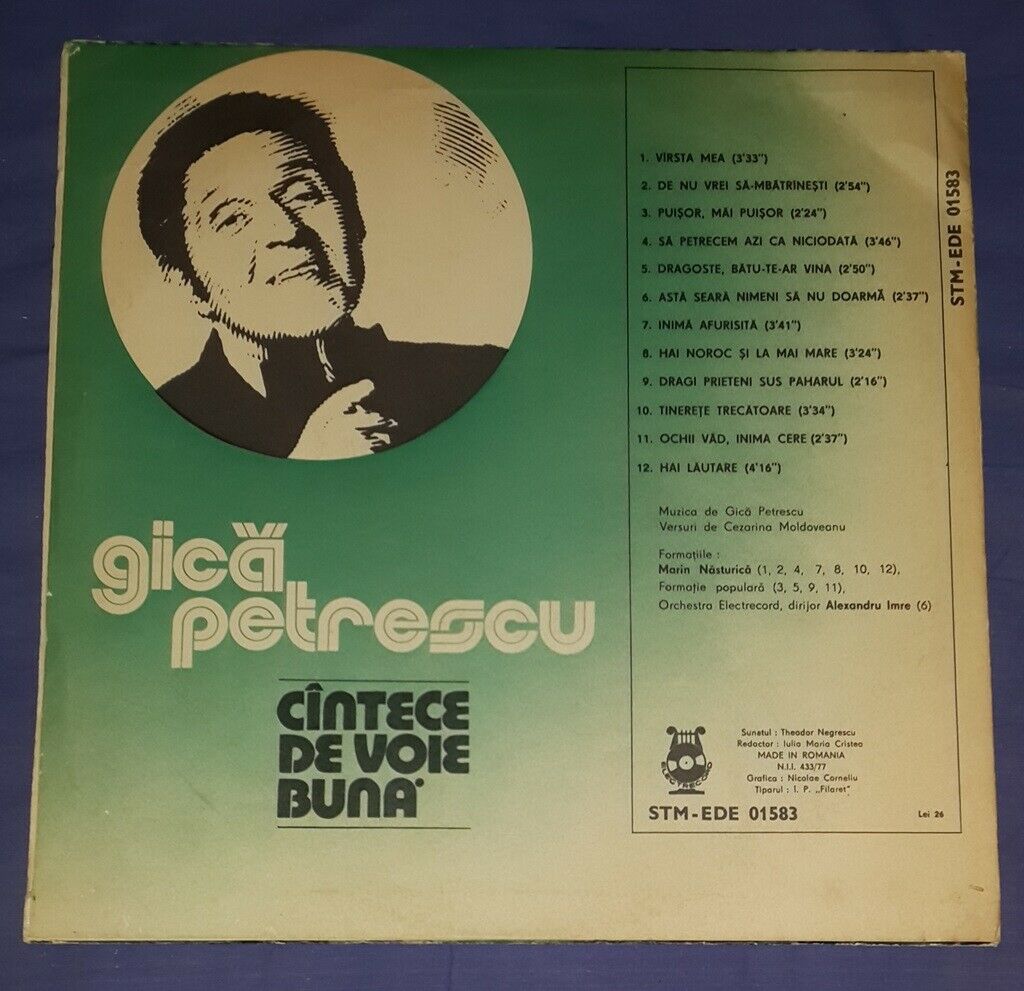 gică
petrescu
CÎNTECE
DE VOIE
BUNĂ
1. VÎRSTA MEA (3'33")
2. DE NU VREI SĂ-MBĂTRÎNEȘTI (2'54")
3. PUIȘOR, MĂI PUIȘOR (2'24")
4. SĂ PETRECEM AZI CA NICIODATĂ (3'46")
5. DRAGOSTE, BĂTU-TE-AR VINA (2'50")
6. ASTĂ SEARĂ NIMENI SĂ NU DOARMĂ (2'37")
7. INIMĂ AFURISITĂ (3'41")
8. HAI NOROC ȘI LA MAI MARE (3'24")
9. DRAGI PRIETENI SUS PAHARUL (2'16")
10. TINEREȚE TRECĂTOARE (3'34")
11. OCHII VĂD, INIMA CERE (2'37")
12. HAI LĂUTARE (4'16")
Muzica de Gică Petrescu
Versuri de Cezarina Moldoveanu
Formațiile :
Marin Năsturică (1, 2, 4, 7, 8, 10, 12),
Formație populară (3, 5, 9, 11),
Orchestra Electrecord, dirijor Alexandru Imre (6)
ELECTRECORD
Sunetul : Theodor Negrescu
Redactor : Iulia Maria Cristea
MADE IN ROMANIA
N.I.I. 433/77
Grafica : Nicolae Corneliu
Tiparul : I. P. „Filaret"
STM-EDE 01583
Lei 26
STM-EDE 01583